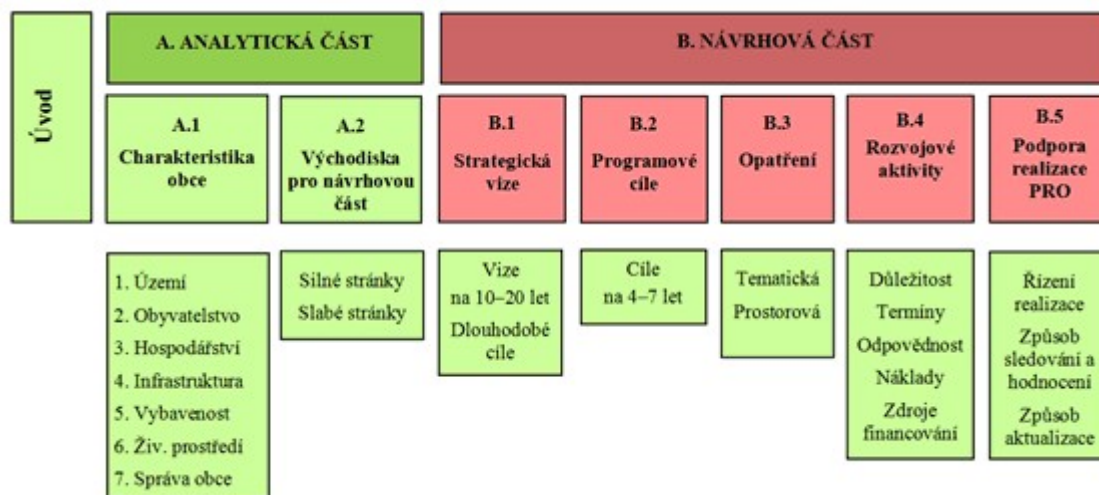 Úvod
A. ANALYTICKÁ ČÁST
B. NÁVRHOVÁ ČÁST
A.1
Charakteristika
obce
A.2
Východiska
pro návrhovou
část
B.1
Strategická
vize
B.2
Programové
cíle
B.3
Opatření
B.4
Rozvojové
aktivity
B.5
Podpora
realizace
PRO
1. Území
2. Obyvatelstvo
3. Hospodářství
4. Infrastruktura
5. Vybavenost
6. Živ. prostředí
7. Správa obce
Silné stránky
Slabé stránky
Vize
na 10–20 let
Dlouhodobé
cíle
Cíle
na 4–7 let
Tematická
Prostorová
Důležitost
Termíny
Odpovědnost
Náklady
Zdroje
financování
Řízení
realizace
Způsob
sledování a
hodnocení
Způsob
aktualizace